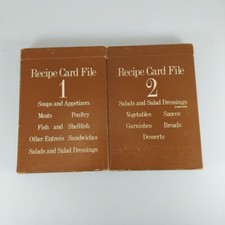 Recipe Card File
1
Soups and Appetizers
Meats Poultry
Fish and Shellfish
Other Entreés Sandwiches
Salads and Salad Dressings
Recipe Card File
2
Salads and Salad Dressings
Vegetables Sauces
Garnishes Breads
Desserts